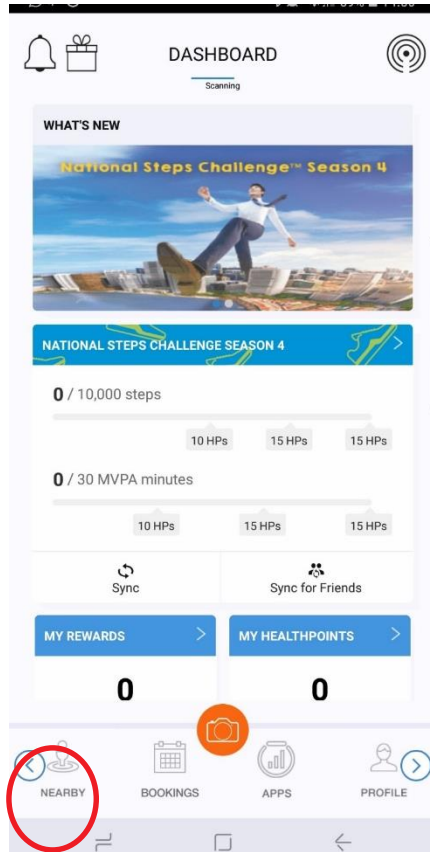 DASHBOARD
Scanning
WHAT'S NEW
National Steps Challenge™ Season 4
NATIONAL STEPS CHALLENGE SEASON 4
0 / 10,000 steps
10 HPs 15 HPs 15 HPs
0 / 30 MVPA minutes
10 HPs 15 HPs 15 HPs
Sync Sync for Friends
MY REWARDS MY HEALTHPOINTS
0 0
NEARBY BOOKINGS APPS PROFILE